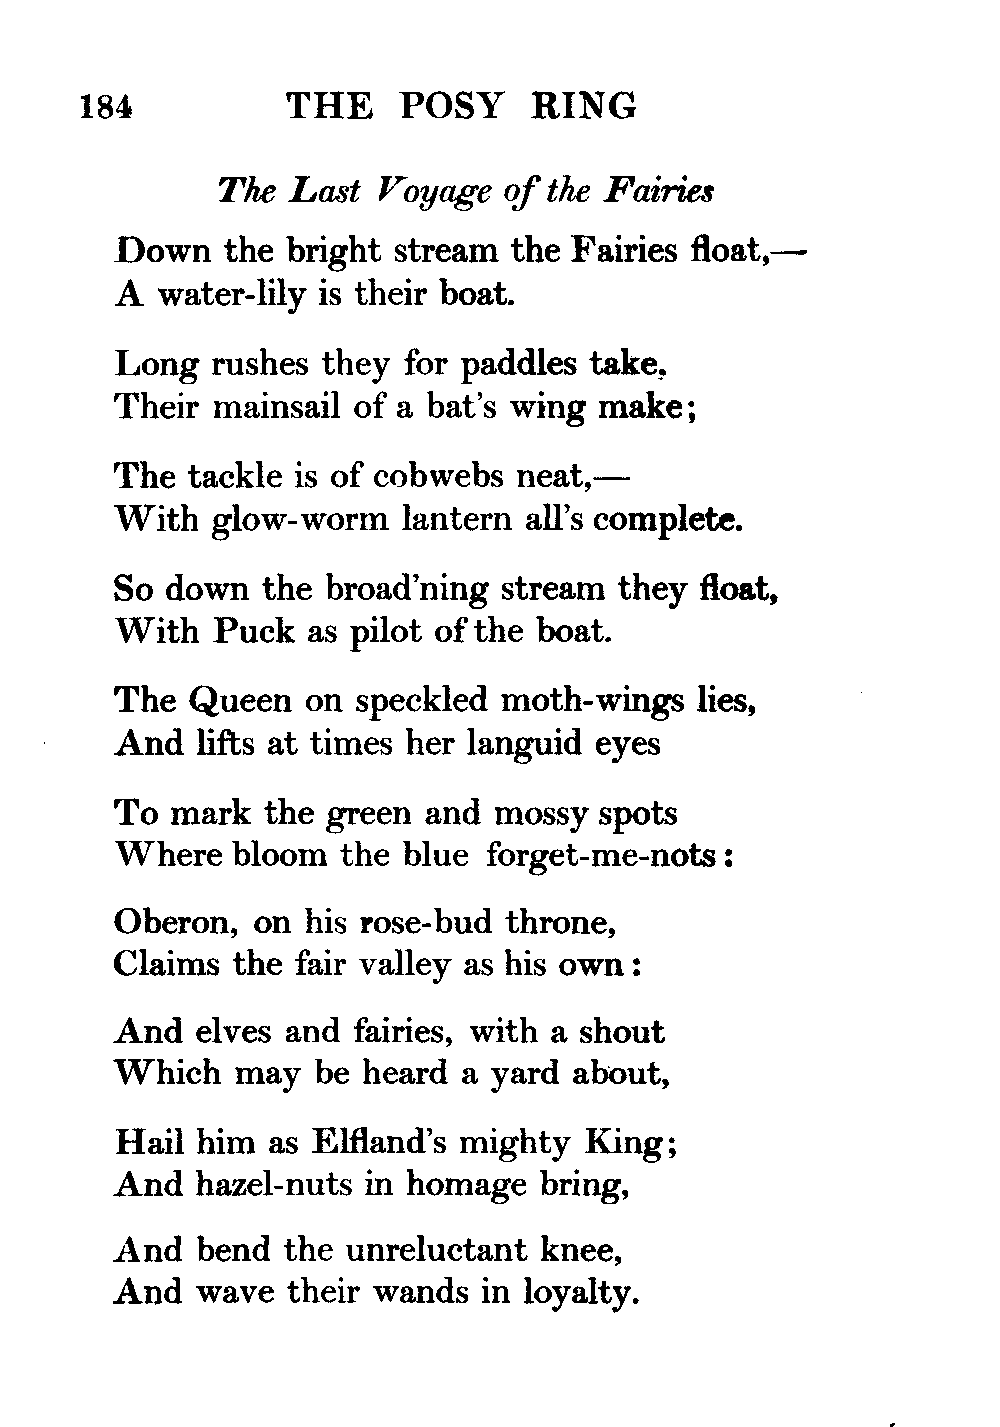 184 THE POSY RING
The Last Voyage of the Fairies
Down the bright stream the Fairies float,—
A water-lily is their boat.
Long rushes they for paddles take,
Their mainsail of a bat's wing make;
The tackle is of cobwebs neat,—
With glow-worm lantern all's complete.
So down the broad'ning stream they float,
With Puck as pilot of the boat.
The Queen on speckled moth-wings lies,
And lifts at times her languid eyes
To mark the green and mossy spots
Where bloom the blue forget-me-nots:
Oberon, on his rose-bud throne,
Claims the fair valley as his own:
And elves and fairies, with a shout
Which may be heard a yard about,
Hail him as Elfland's mighty King;
And hazel-nuts in homage bring,
And bend the unreluctant knee,
And wave their wands in loyalty.